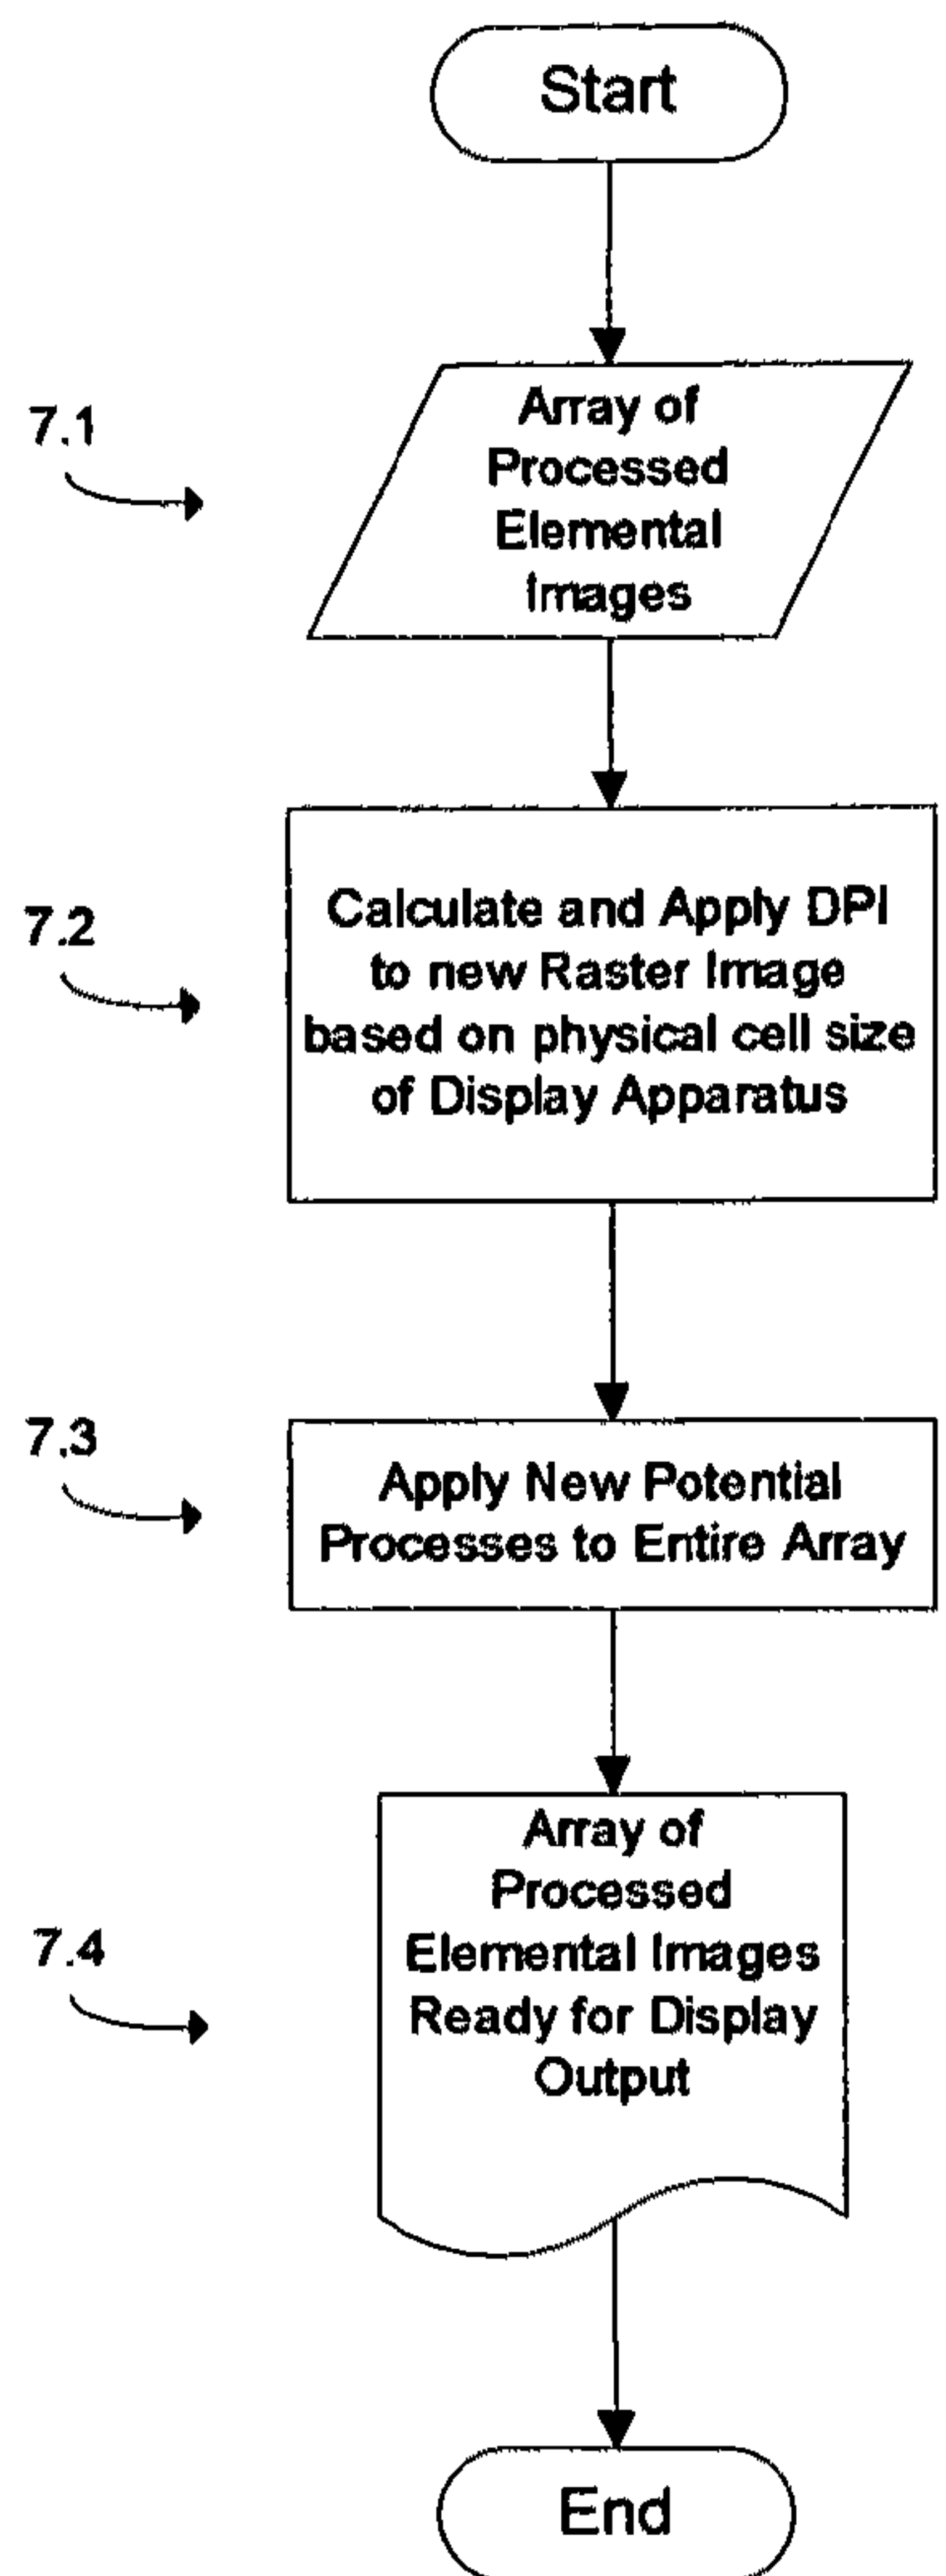 Start
7.1
Array of
Processed
Elemental
Images
7.2
Calculate and Apply DPI
to new Raster Image
based on physical cell size
of Display Apparatus
7.3
Apply New Potential
Processes to Entire Array
7.4
Array of
Processed
Elemental Images
Ready for Display
Output
End